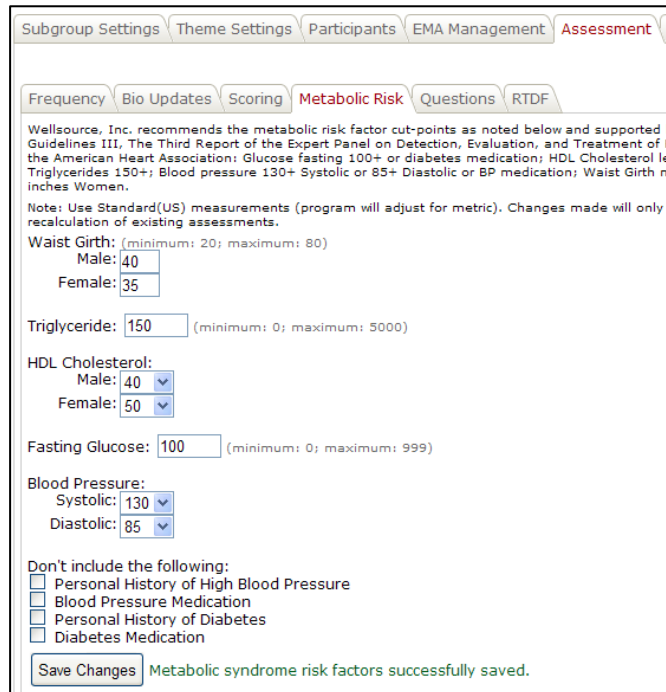 Subgroup Settings Theme Settings Participants EMA Management Assessment
Frequency Bio Updates Scoring Metabolic Risk Questions RTDF
Wellsource, Inc. recommends the metabolic risk factor cut-points as noted below and supported
Guidelines III, The Third Report of the Expert Panel on Detection, Evaluation, and Treatment of
the American Heart Association: Glucose fasting 100+ or diabetes medication; HDL Cholesterol
Triglycerides 150+; Blood pressure 130+ Systolic or 85+ Diastolic or BP medication; Waist Girth
inches Women.
Note: Use Standard(US) measurements (program will adjust for metric). Changes made will only
recalculation of existing assessments.
Waist Girth: (minimum: 20; maximum: 80)
Male: 40
Female: 35
Triglyceride: 150 (minimum: 0; maximum: 5000)
HDL Cholesterol:
Male: 40
Female: 50
Fasting Glucose: 100 (minimum: 0; maximum: 999)
Blood Pressure:
Systolic: 130
Diastolic: 85
Don't include the following:
Personal History of High Blood Pressure
Blood Pressure Medication
Personal History of Diabetes
Diabetes Medication
Save Changes Metabolic syndrome risk factors successfully saved.